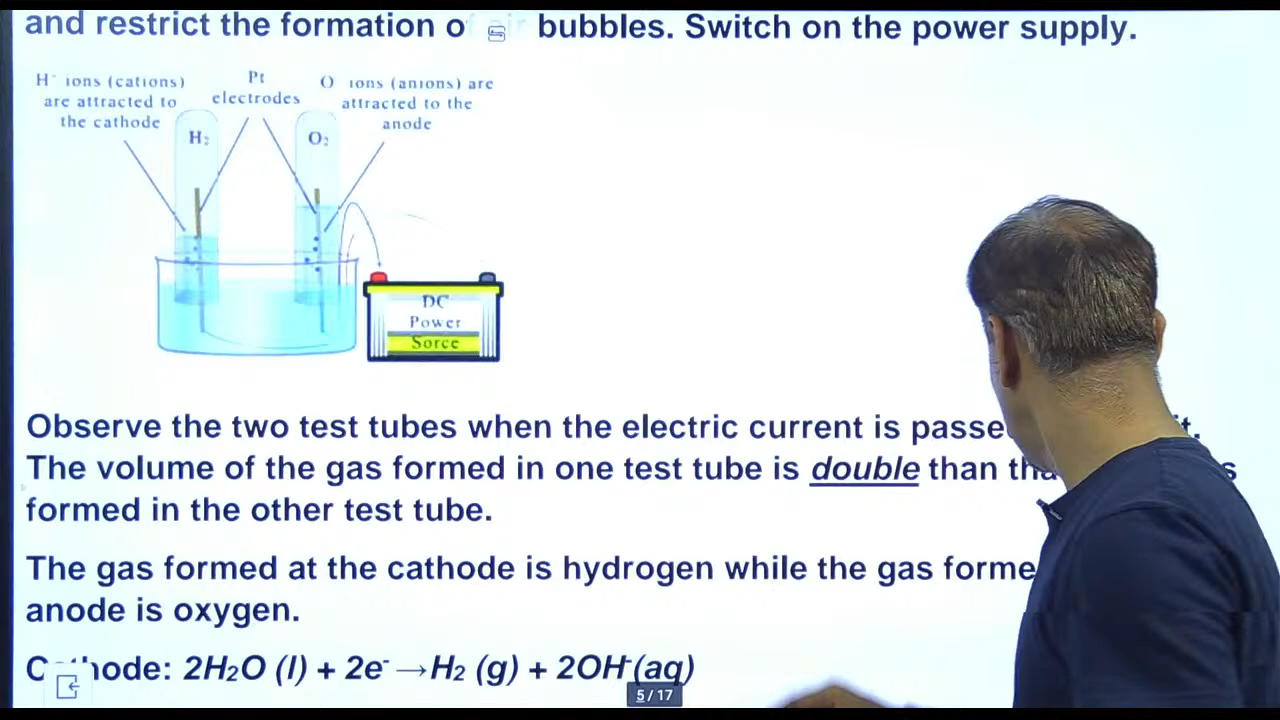 and restrict the formation o bubbles. Switch on the power supply.
H⁻ ions (cations)
are attracted to
the cathode
Pt
electrodes
O ions (anions) are
attracted to the
anode
H₂
O₂
DC
Power
Sorce
Observe the two test tubes when the electric current is passe t.
The volume of the gas formed in one test tube is double than tha s
formed in the other test tube.
The gas formed at the cathode is hydrogen while the gas forme
anode is oxygen.
C hode: 2H₂O (l) + 2e⁻ →H₂ (g) + 2OH⁻(aq)
5 / 17